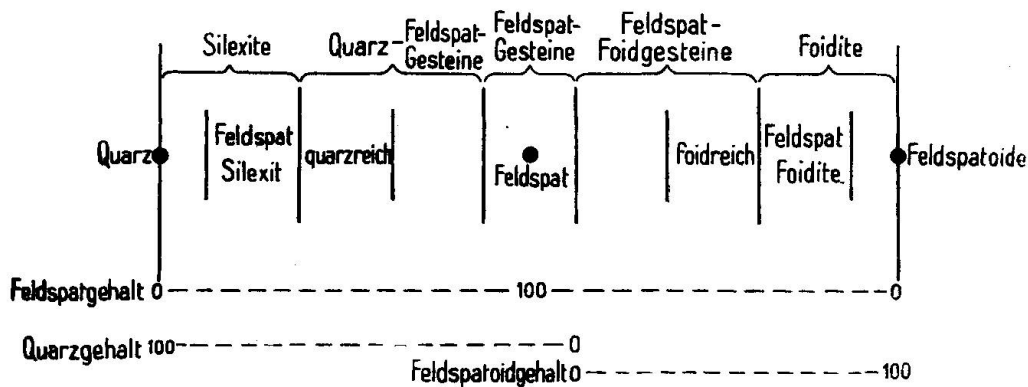 Silexite
Quarz-Feldspat-Gesteine
Feldspat-Gesteine
Feldspat-Foidgesteine
Foidite
Quarz
Feldspat Silexit
quarzreich
Feldspat
foidreich
Feldspat Foidite.
Feldspatoide
Feldspatgehalt 0 100 0
Quarzgehalt 100 0
Feldspatoidgehalt 0 100